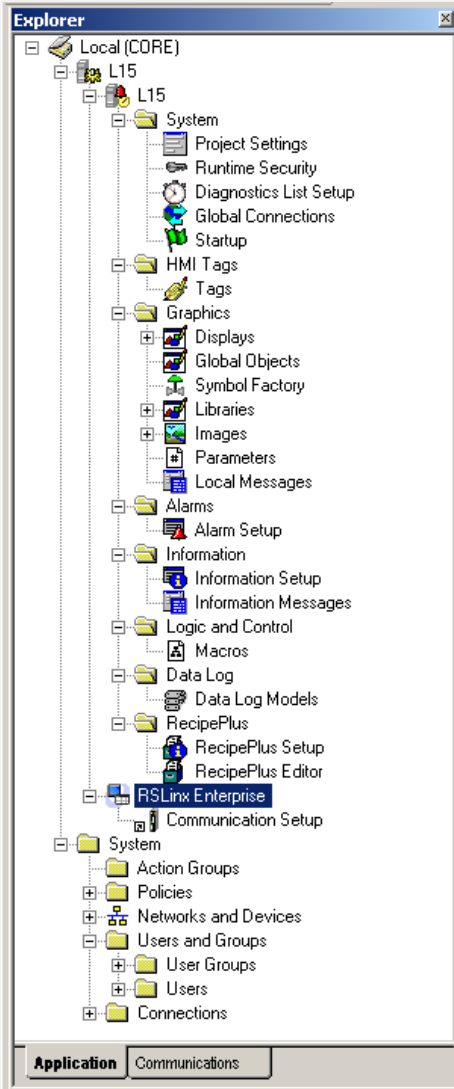 Explorer
Local (CORE)
L15
L15
System
Project Settings
Runtime Security
Diagnostics List Setup
Global Connections
Startup
HMI Tags
Tags
Graphics
Displays
Global Objects
Symbol Factory
Libraries
Images
Parameters
Local Messages
Alarms
Alarm Setup
Information
Information Setup
Information Messages
Logic and Control
Macros
Data Log
Data Log Models
RecipePlus
RecipePlus Setup
RecipePlus Editor
RSLinx Enterprise
Communication Setup
System
Action Groups
Policies
Networks and Devices
Users and Groups
User Groups
Users
Connections
Application Communications